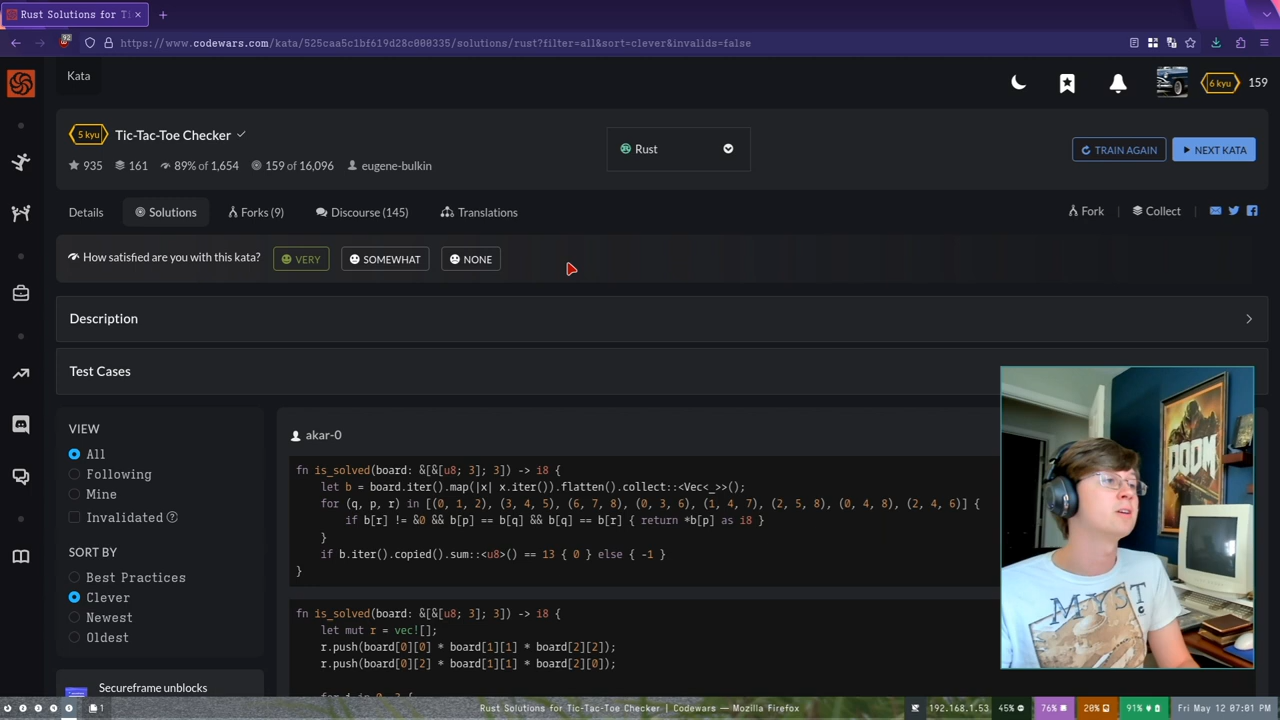 Rust Solutions for Ti
https://www.codewars.com/kata/525caa5c1bf619d28c000335/solutions/rust?filter=all&sort=clever&invalids=false
92
Kata
6 kyu 159
5 kyu Tic-Tac-Toe Checker
935 161 89% of 1,654 159 of 16,096 eugene-bulkin
Rust
TRAIN AGAIN NEXT KATA
Details Solutions Forks (9) Discourse (145) Translations
Fork Collect
How satisfied are you with this kata? VERY SOMEWHAT NONE
Description
Test Cases
VIEW
All
Following
Mine
Invalidated
SORT BY
Best Practices
Clever
Newest
Oldest
Secureframe unblocks
akar-0
fn is_solved(board: &[&[u8; 3]; 3]) -> i8 {
let b = board.iter().map(|x| x.iter()).flatten().collect::<Vec<_>>();
for (q, p, r) in [(0, 1, 2), (3, 4, 5), (6, 7, 8), (0, 3, 6), (1, 4, 7), (2, 5, 8), (0, 4, 8), (2, 4, 6)] {
if b[r] != &0 && b[p] == b[q] && b[q] == b[r] { return *b[p] as i8 }
}
if b.iter().copied().sum::<u8>() == 13 { 0 } else { -1 }
}
fn is_solved(board: &[&[u8; 3]; 3]) -> i8 {
let mut r = vec![];
r.push(board[0][0] * board[1][1] * board[2][2]);
r.push(board[0][2] * board[1][1] * board[2][0]);
DOOM
MYST
1
Rust Solutions for Tic-Tac-Toe Checker | Codewars — Mozilla Firefox
192.168.1.53 45% 76% 20% 91% Fri May 12 07:01 PM